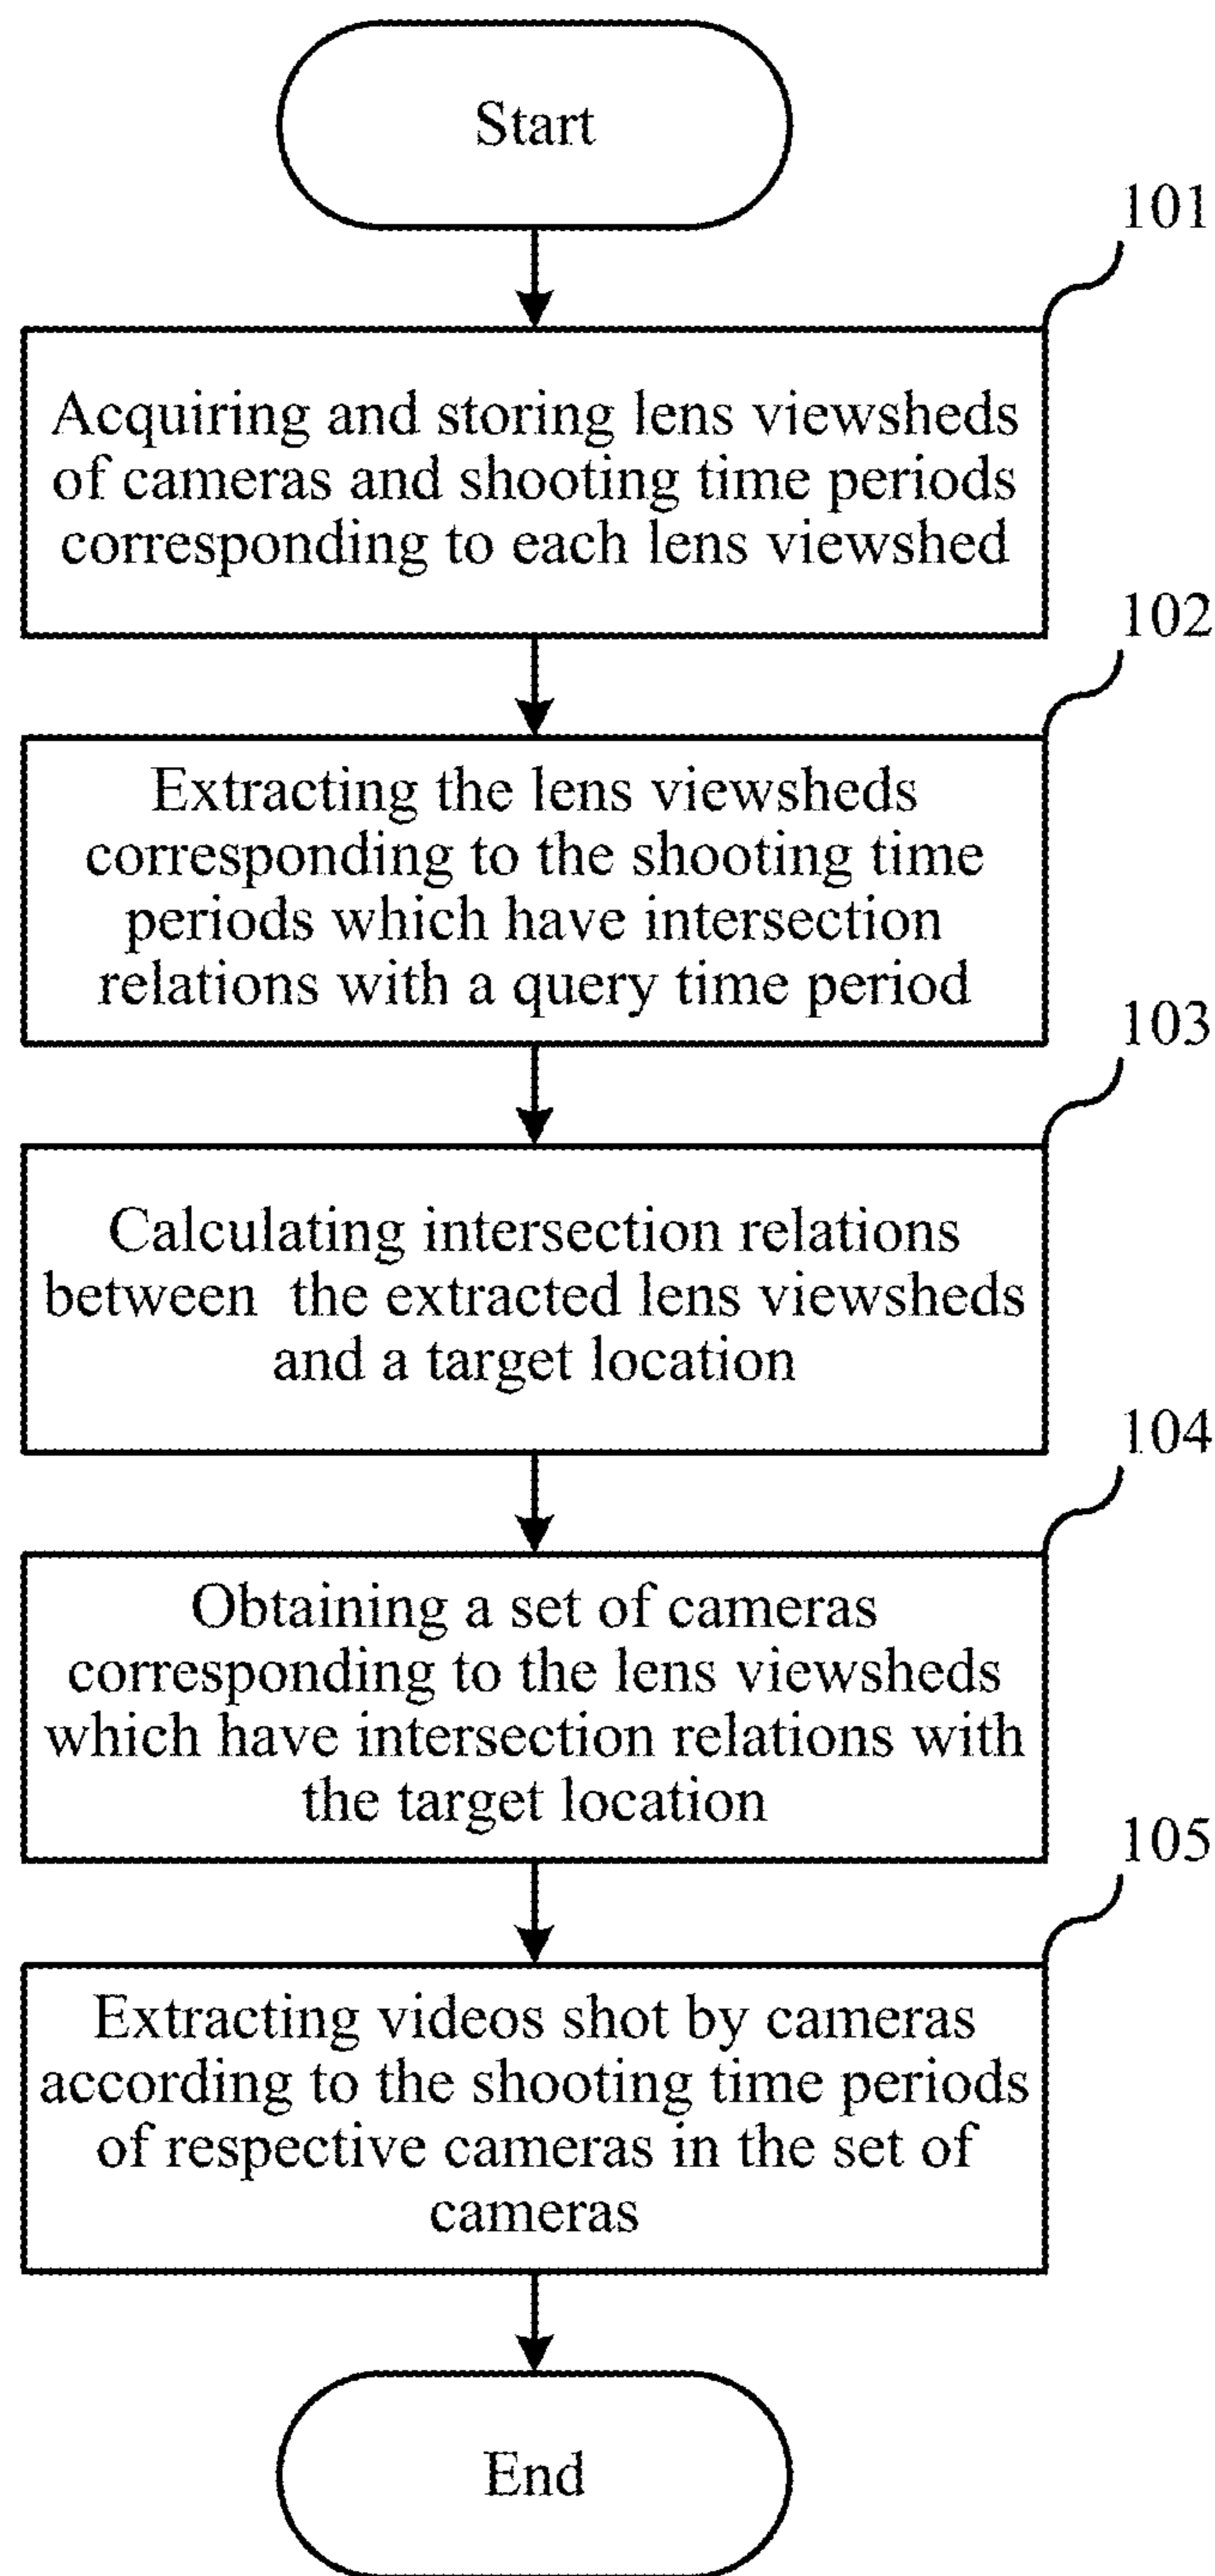 Start
101
Acquiring and storing lens viewsheds
of cameras and shooting time periods
corresponding to each lens viewshed
102
Extracting the lens viewsheds
corresponding to the shooting time
periods which have intersection
relations with a query time period
103
Calculating intersection relations
between the extracted lens viewsheds
and a target location
104
Obtaining a set of cameras
corresponding to the lens viewsheds
which have intersection relations with
the target location
105
Extracting videos shot by cameras
according to the shooting time periods
of respective cameras in the set of
cameras
End